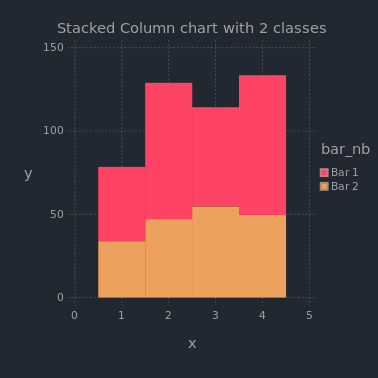 Stacked Column chart with 2 classes
150
100
50
0
y
0 1 2 3 4 5
x
bar_nb
Bar 1
Bar 2